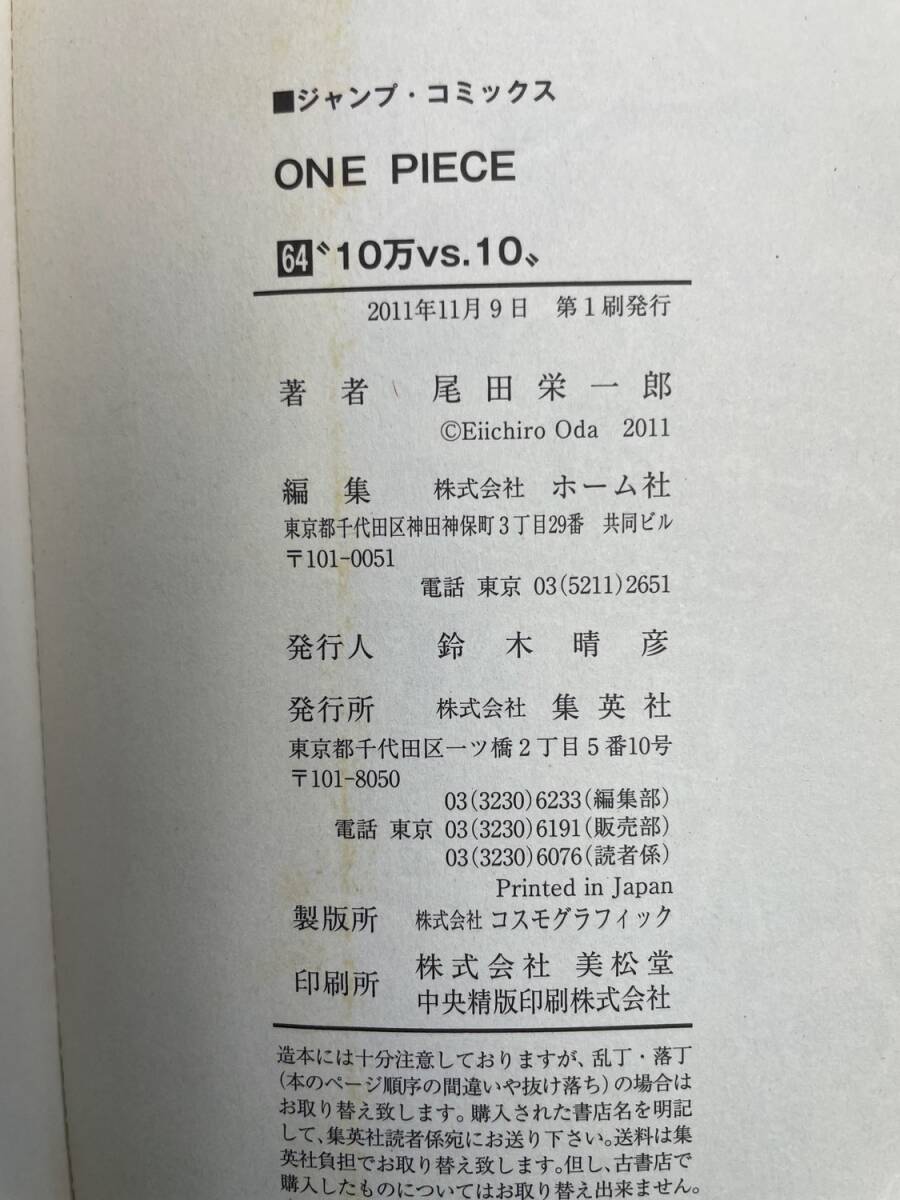 ■ジャンプ・コミックス
ONE PIECE
64〝10万vs.10〟
2011年11月9日 第1刷発行
著者 尾田栄一郎
©Eiichiro Oda 2011
編集 株式会社 ホーム社
東京都千代田区神田神保町3丁目29番 共同ビル
〒101-0051
電話 東京 03(5211)2651
発行人 鈴木晴彦
発行所 株式会社 集英社
東京都千代田区一ツ橋2丁目5番10号
〒101-8050
03(3230)6233(編集部)
電話 東京 03(3230)6191(販売部)
03(3230)6076(読者係)
Printed in Japan
製版所 株式会社 コスモグラフィック
印刷所 株式会社 美松堂
中央精版印刷株式会社
造本には十分注意しておりますが、乱丁・落丁
(本のページ順序の間違いや抜け落ち)の場合は
お取り替え致します。購入された書店名を明記
して、集英社読者係宛にお送り下さい。送料は集
英社負担でお取り替え致します。但し、古書店で
購入したものについてはお取り替え出来ません。